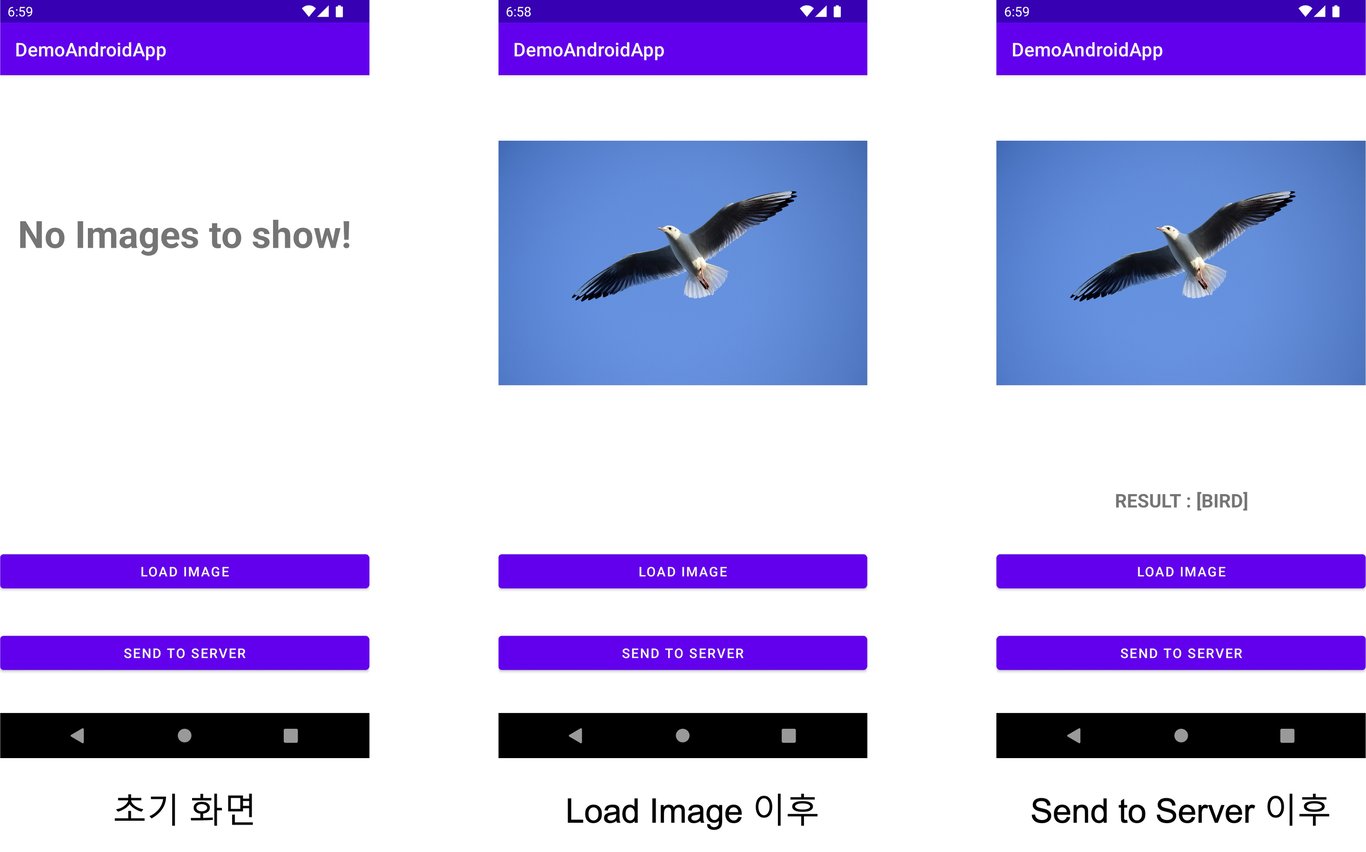 6:59
DemoAndroidApp
No Images to show!
LOAD IMAGE
SEND TO SERVER
초기 화면
6:58
DemoAndroidApp
LOAD IMAGE
SEND TO SERVER
Load Image 이후
6:59
DemoAndroidApp
RESULT : [BIRD]
LOAD IMAGE
SEND TO SERVER
Send to Server 이후